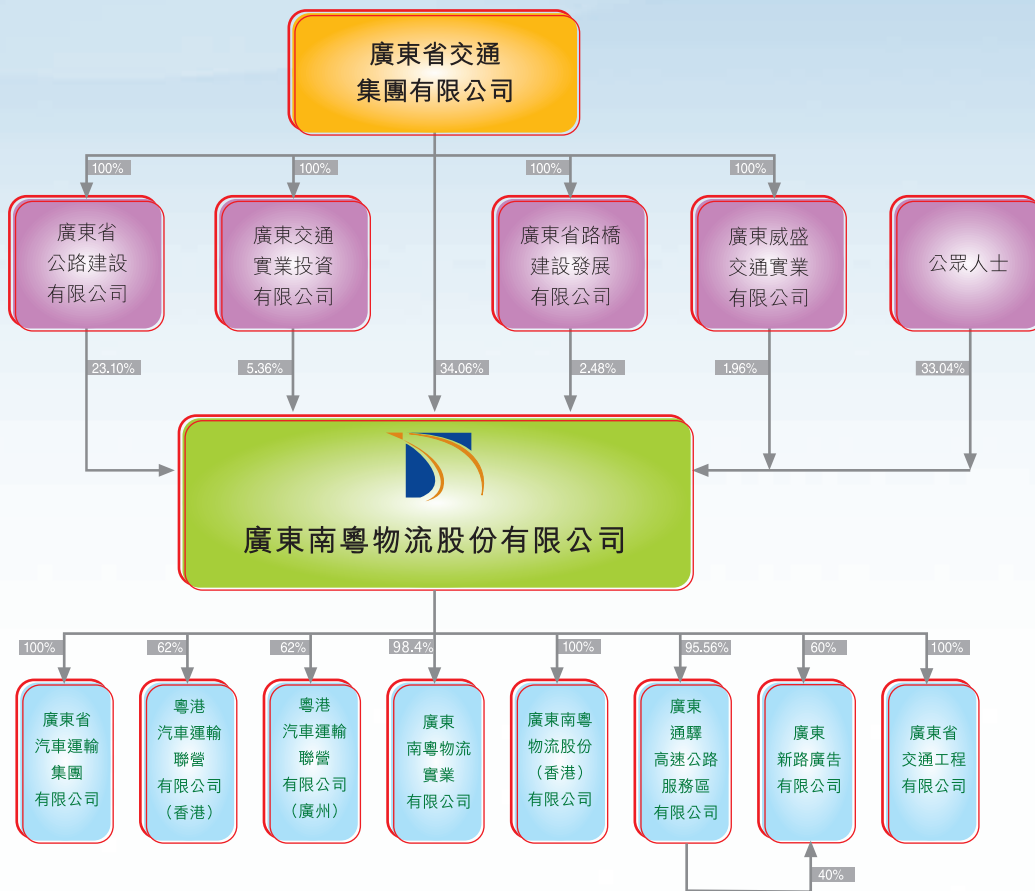 廣東省交通
集團有限公司
100%
100%
100%
100%
廣東省
公路建設
有限公司
廣東交通
實業投資
有限公司
廣東省路橋
建設發展
有限公司
廣東威盛
交通實業
有限公司
公眾人士
23.10%
5.36%
34.06%
2.48%
1.96%
33.04%
廣東南粵物流股份有限公司
100%
62%
62%
98.4%
100%
95.56%
60%
100%
廣東省
汽車運輸
集團
有限公司
粵港
汽車運輸
聯營
有限公司
（香港）
粵港
汽車運輸
聯營
有限公司
（廣州）
廣東
南粵物流
實業
有限公司
廣東南粵
物流股份
（香港）
有限公司
廣東
通驛
高速公路
服務區
有限公司
廣東
新路廣告
有限公司
廣東省
交通工程
有限公司
40%